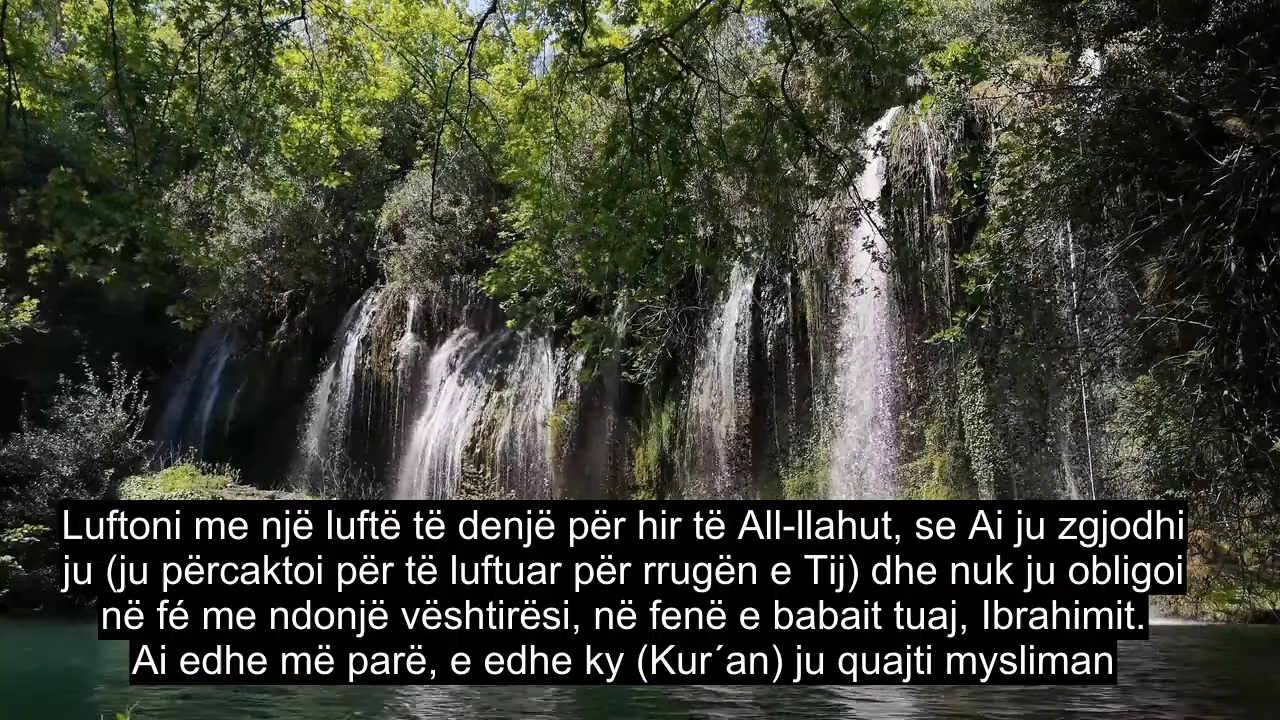 Luftoni me një luftë të denjë për hir të All-llahut, se Ai ju zgjodhi
ju (ju përcaktoi për të luftuar për rrugën e Tij) dhe nuk ju obligoi
në fé me ndonjë vështirësi, në fenë e babait tuaj, Ibrahimit.
Ai edhe më parë, e edhe ky (Kur´an) ju quajti mysliman